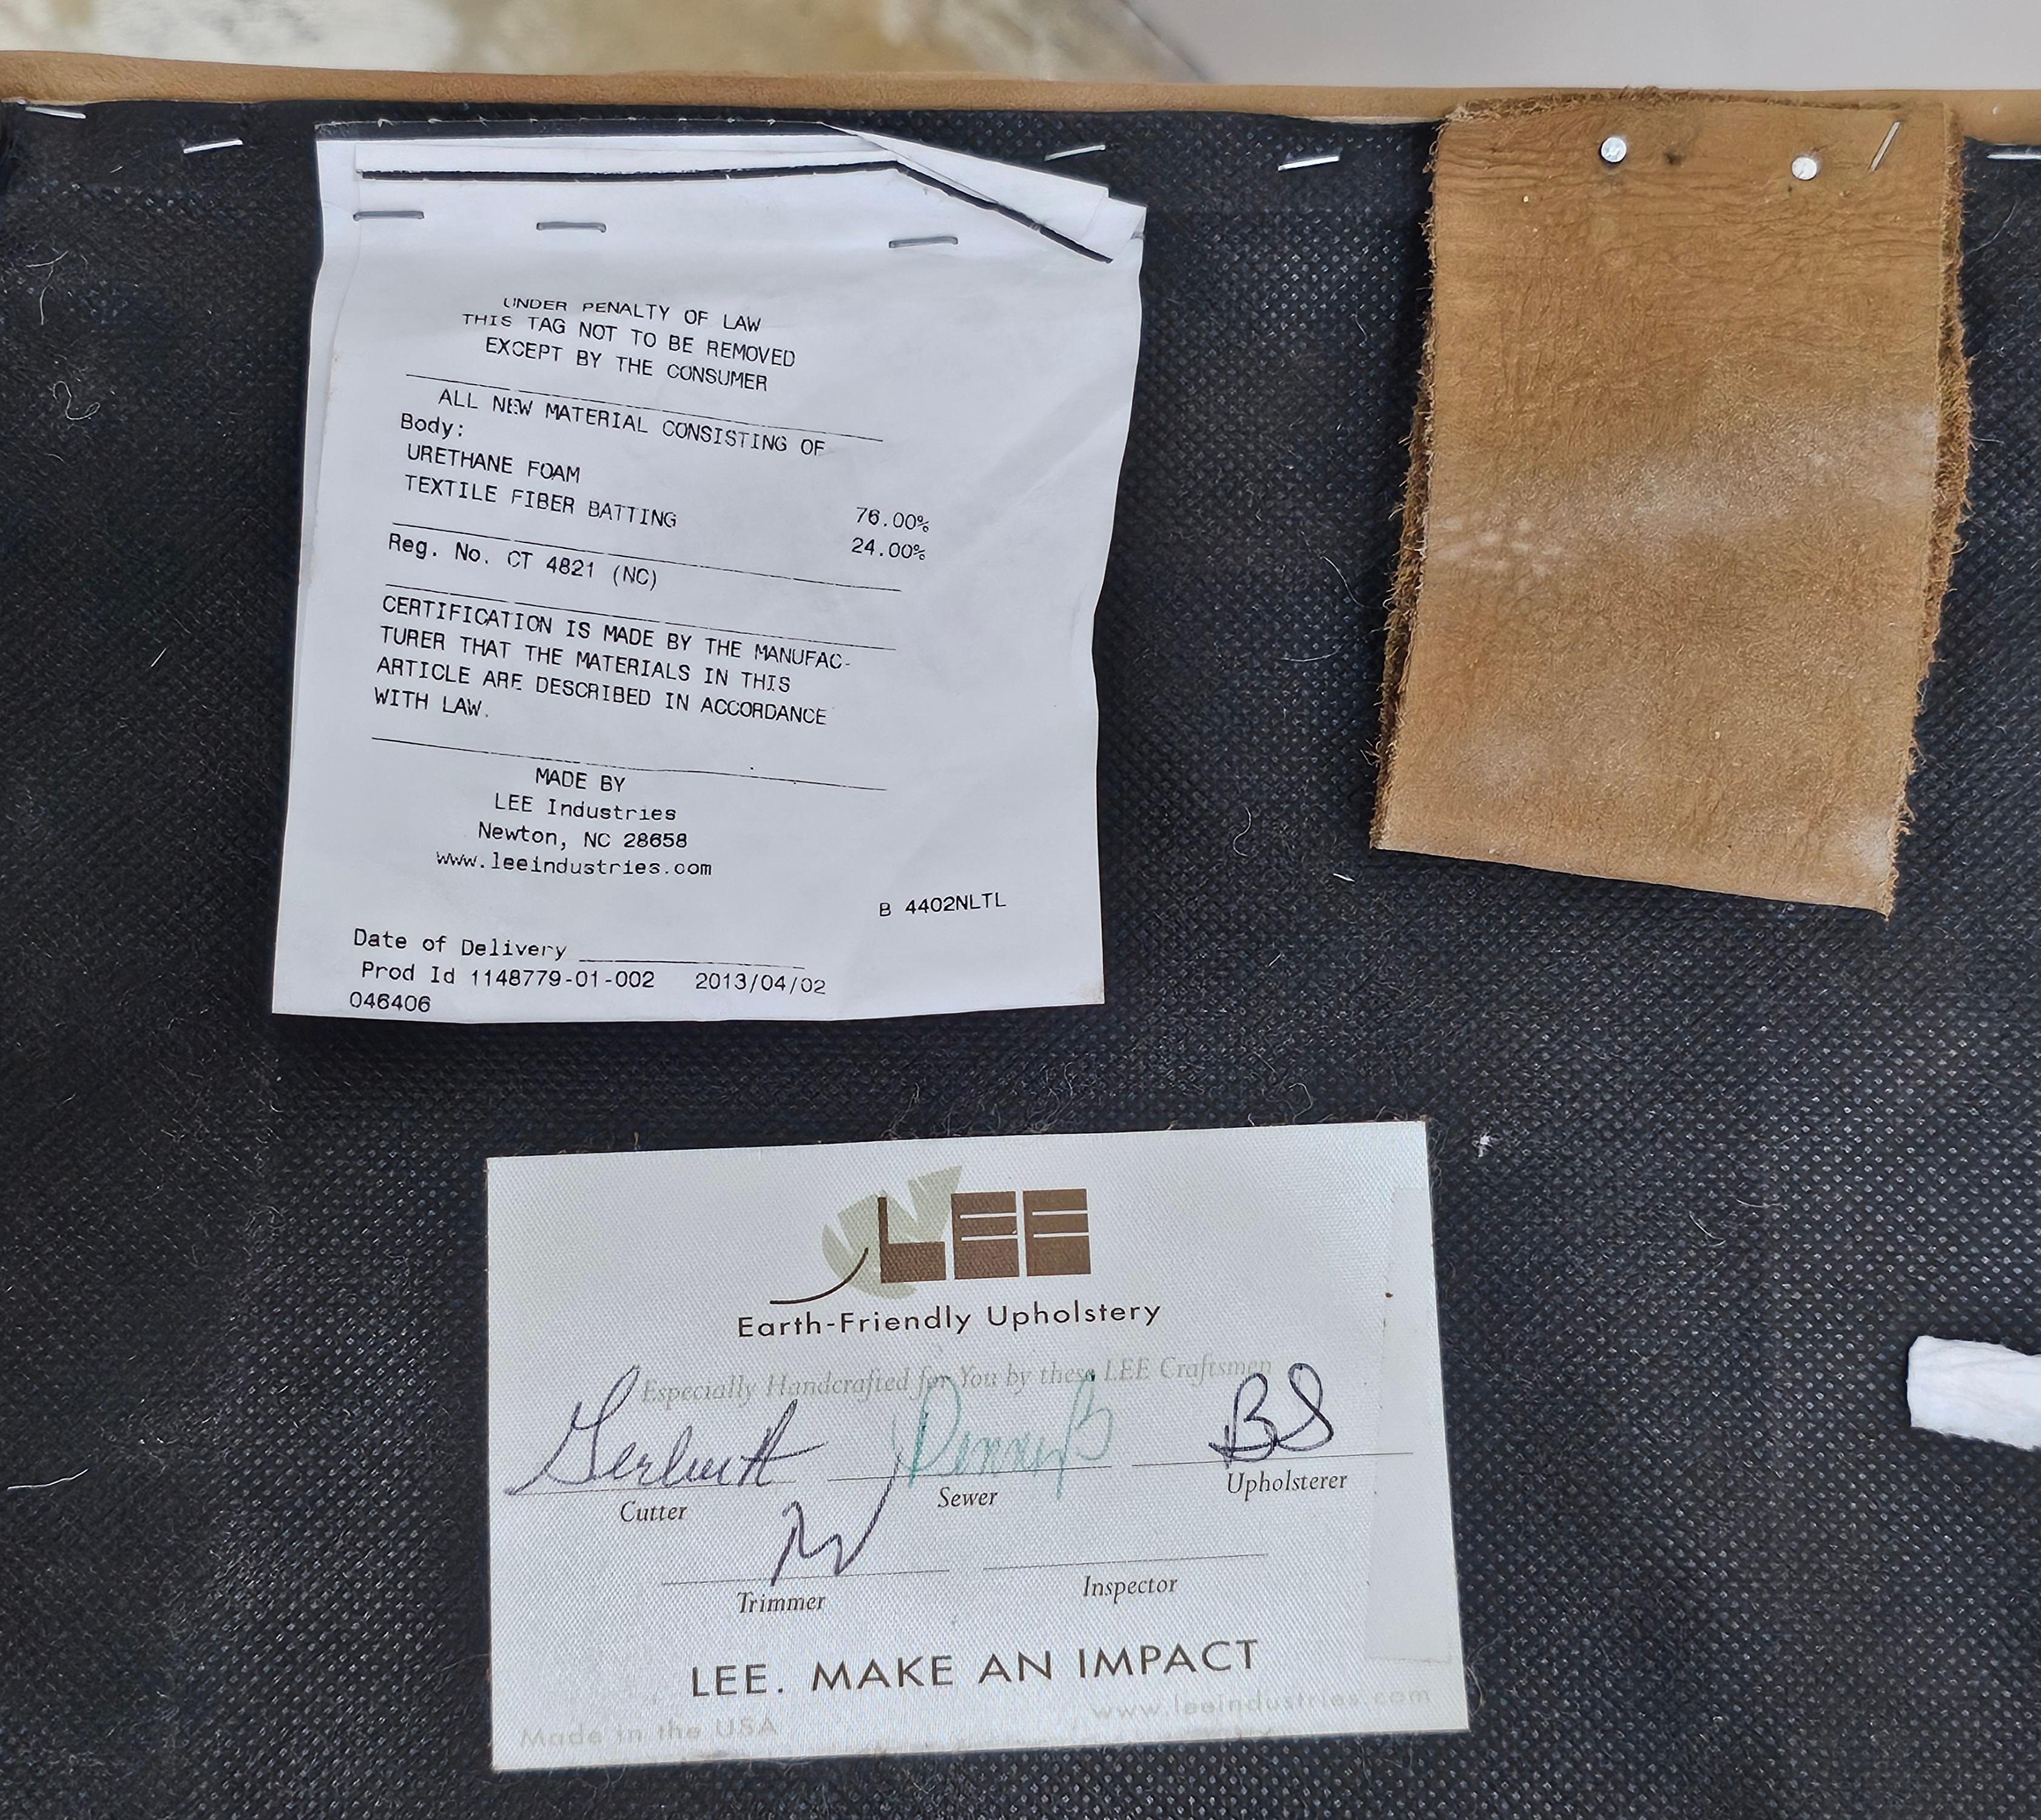 UNDER PENALTY OF LAW
THIS TAG NOT TO BE REMOVED
EXCEPT BY THE CONSUMER
ALL NEW MATERIAL CONSISTING OF
Body:
URETHANE FOAM 76.00%
TEXTILE FIBER BATTING 24.00%
Reg. No. CT 4821 (NC)
CERTIFICATION IS MADE BY THE MANUFAC-
TURER THAT THE MATERIALS IN THIS
ARTICLE ARE DESCRIBED IN ACCORDANCE
WITH LAW.
MADE BY
LEE Industries
Newton, NC 28658
www.leeindustries.com
B 4402NLTL
Date of Delivery
Prod Id 1148779-01-002 2013/04/02
046406
LEE
Earth-Friendly Upholstery
Especially Handcrafted for You by these LEE Craftsmen
BS
Cutter Sewer Upholsterer
Trimmer Inspector
LEE. MAKE AN IMPACT
Made in the USA www.leeindustries.com